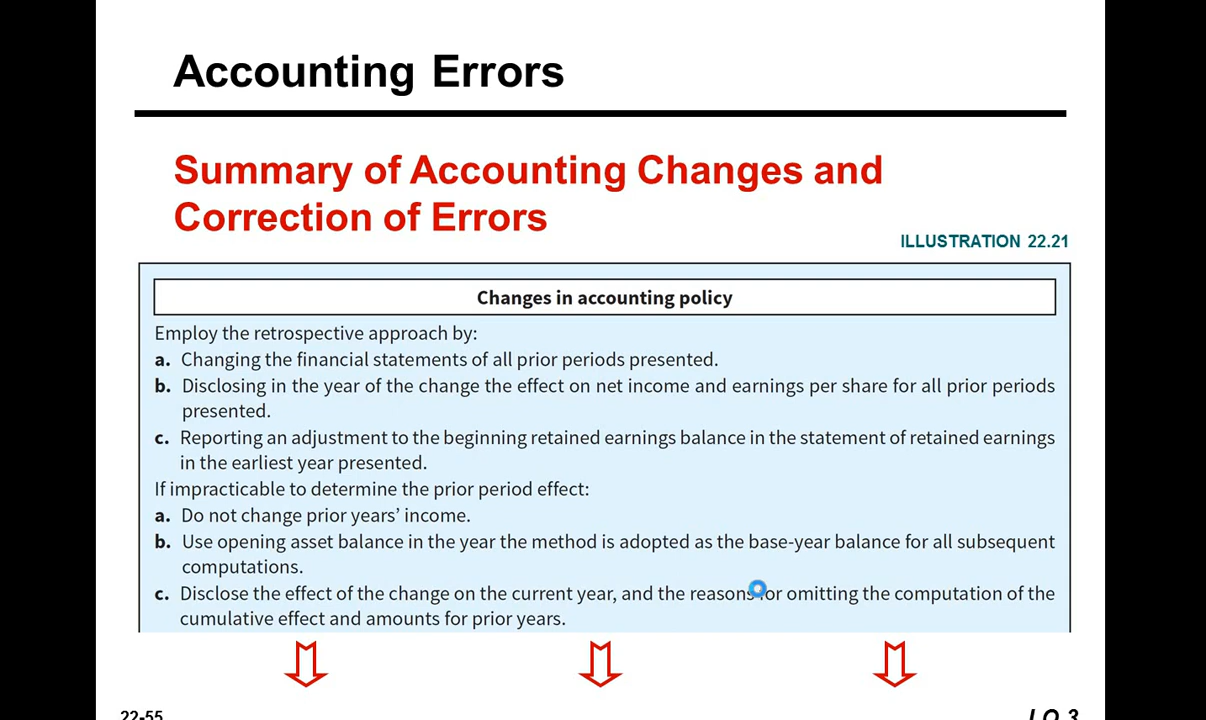 Accounting Errors
Summary of Accounting Changes and
Correction of Errors
ILLUSTRATION 22.21
Changes in accounting policy
Employ the retrospective approach by:
a. Changing the financial statements of all prior periods presented.
b. Disclosing in the year of the change the effect on net income and earnings per share for all prior periods
presented.
c. Reporting an adjustment to the beginning retained earnings balance in the statement of retained earnings
in the earliest year presented.
If impracticable to determine the prior period effect:
a. Do not change prior years' income.
b. Use opening asset balance in the year the method is adopted as the base-year balance for all subsequent
computations.
c. Disclose the effect of the change on the current year, and the reasons for omitting the computation of the
cumulative effect and amounts for prior years.
22-55
LO 3